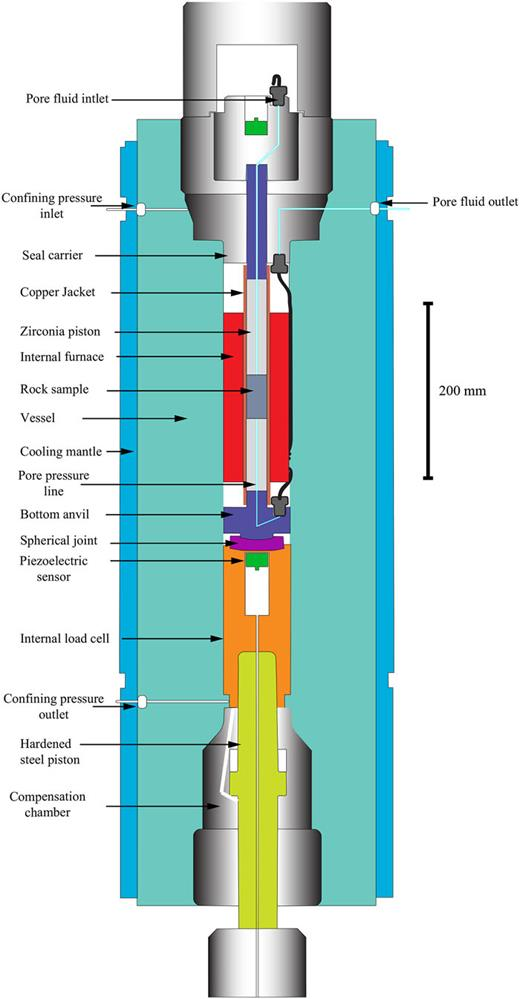 Pore fluid intlet
Confining pressure
inlet
Pore fluid outlet
Seal carrier
Copper Jacket
Zirconia piston
Internal furnace
Rock sample
200 mm
Vessel
Cooling mantle
Pore pressure
line
Bottom anvil
Spherical joint
Piezoelectric
sensor
Internal load cell
Confining pressure
outlet
Hardened
steel piston
Compensation
chamber